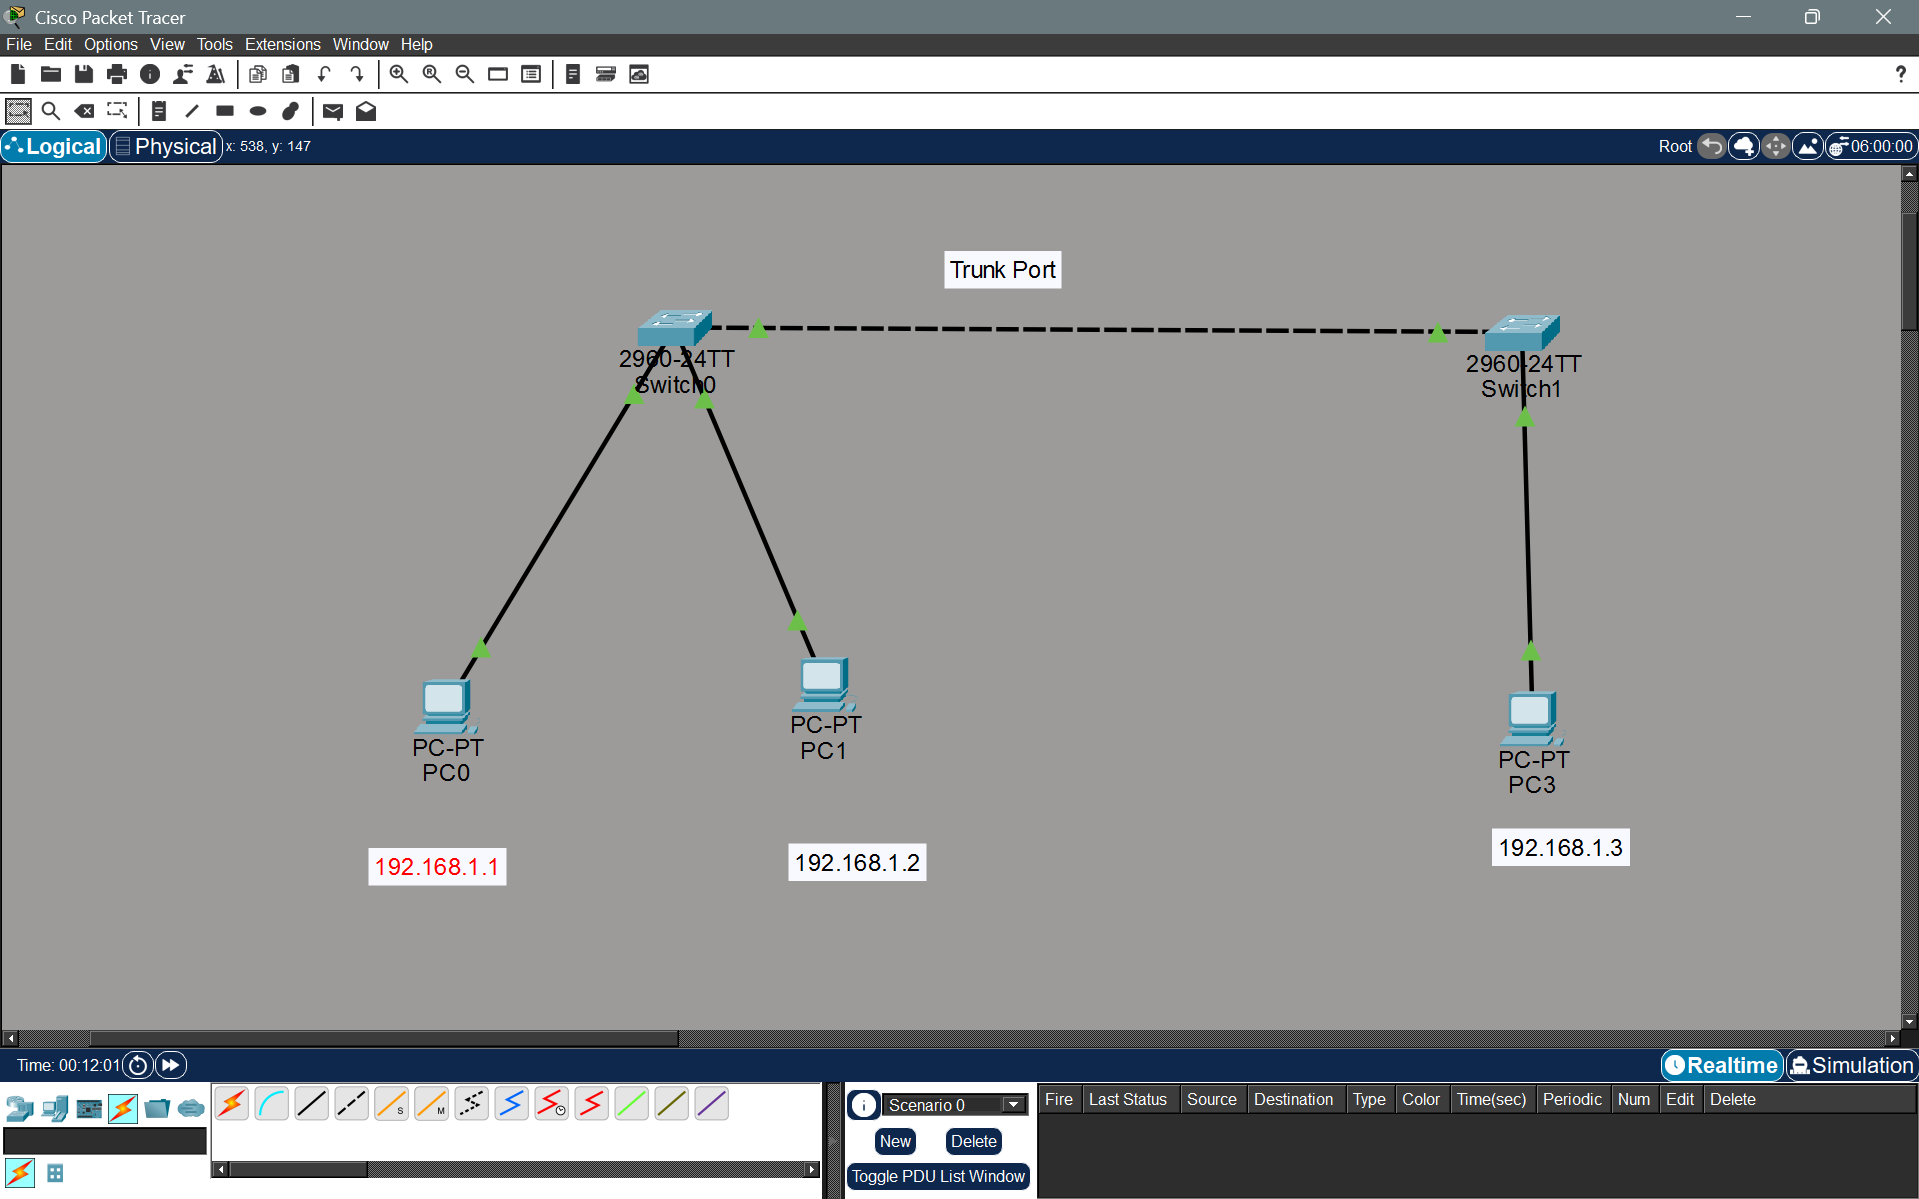 Cisco Packet Tracer
File Edit Options View Tools Extensions Window Help
?
Logical Physical x: 538, y: 147 Root 06:00:00
Trunk Port
2960-24TT
Switch0
2960-24TT
Switch1
PC-PT
PC0
PC-PT
PC1
PC-PT
PC3
192.168.1.1
192.168.1.2
192.168.1.3
Time: 00:12:01 Realtime Simulation
S M
Scenario 0
New Delete
Toggle PDU List Window
Fire Last Status Source Destination Type Color Time(sec) Periodic Num Edit Delete